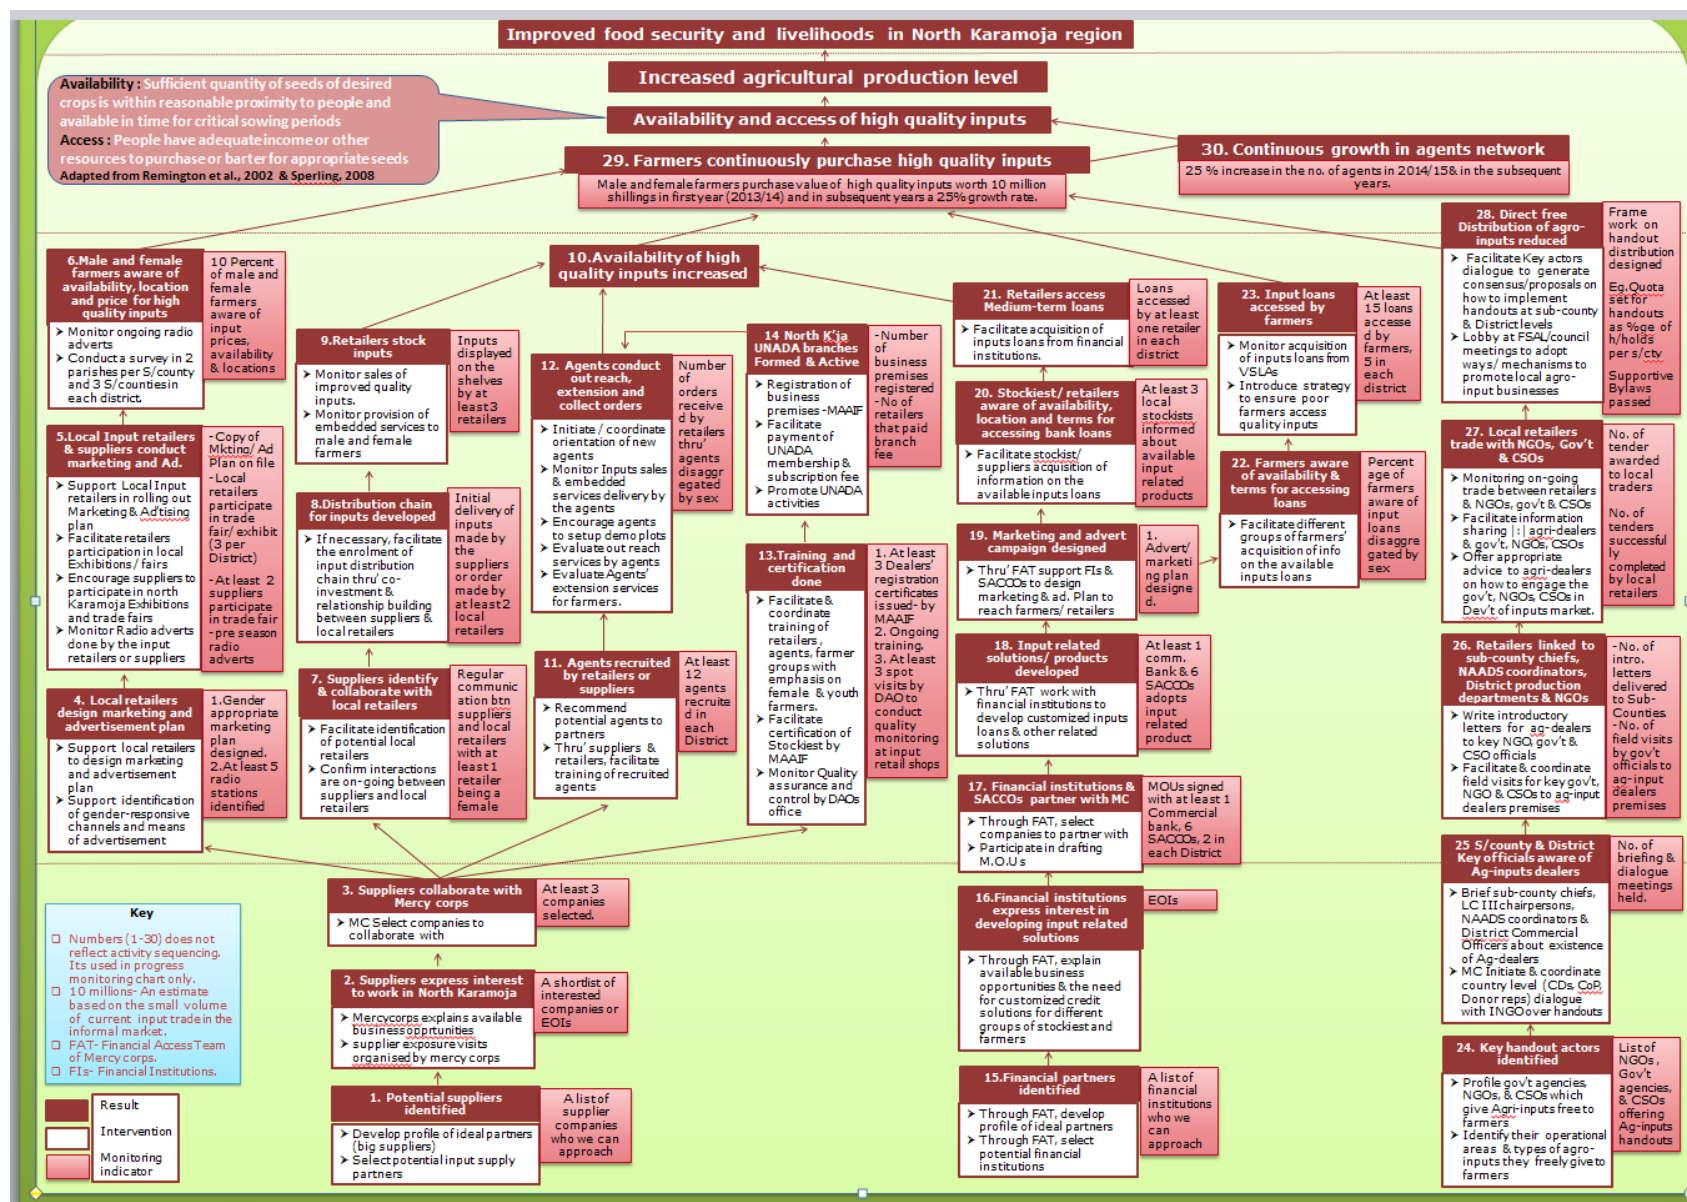 Improved food security and livelihoods in North Karamoja region
Increased agricultural production level
Availability and access of high quality inputs
Availability : Sufficient quantity of seeds of desired
crops is within reasonable proximity to people and
available in time for critical sowing periods
Access : People have adequate income or other
resources to purchase or barter for appropriate seeds
Adapted from Remington et al., 2002 & Sperling, 2008
29. Farmers continuously purchase high quality inputs
Male and female farmers purchase value of high quality inputs worth 10 million
shillings in first year (2013/14) and in subsequent years a 25% growth rate.
30. Continuous growth in agents network
25 % increase in the no. of agents in 2014/15& in the subsequent
years.
6.Male and female
farmers aware of
availability, location
and price for high
quality inputs
Monitor ongoing radio
adverts
Conduct a survey in 2
parishes per S/county
and 3 S/counties in
each district.
10 Percent
of male and
female
farmers
aware of
input
prices,
availability
& locations
5.Local Input retailers
& suppliers conduct
marketing and Ad.
Support Local Input
retailers in rolling out
Marketing & Ad'tising
plan
Facilitate retailers
participation in local
Exhibitions / fairs
Encourage suppliers to
participate in north
Karamoja Exhibitions
and trade fairs
Monitor Radio adverts
done by the input
retailers or suppliers
-Copy of
Mkting/ Ad
Plan on file
-Local
retailers
participate
in trade
fair/ exhibit
(3 per
District)
-At least 2
suppliers
participate
in trade fair
-pre season
radio
adverts
4. Local retailers
design marketing and
advertisement plan
Support local retailers
to design marketing
and advertisement
plan
Support identification
of gender-responsive
channels and means
of advertisement
1.Gender
appropriate
marketing
plan
designed.
2.At least 5
radio
stations
identified
9.Retailers stock
inputs
Monitor sales of
improved quality
inputs.
Monitor provision of
embedded services to
male and female
farmers
Inputs
displayed
on the
shelves
by at
least 3
retailers
8.Distribution chain
for inputs developed
If necessary, facilitate
the enrolment of
input distribution
chain thru' co-
investment &
relationship building
between suppliers &
local retailers
Initial
delivery of
inputs
made by
the
suppliers
or order
made by
at least 2
local
retailers
7. Suppliers identify
& collaborate with
local retailers
Facilitate identification
of potential local
retailers
Confirm interactions
are on-going between
suppliers and local
retailers
Regular
communic
ation btn
suppliers
and local
retailers
with at
least 1
retailer
being a
female
10.Availability of high
quality inputs increased
12. Agents conduct
out reach,
extension and
collect orders
Initiate / coordinate
orientation of new
agents
Monitor Inputs sales
& embedded
services delivery by
the agents
Encourage agents
to setup demo plots
Evaluate out reach
services by agents
Evaluate Agents'
extension services
for farmers.
Number
of
orders
receive
d by
retailers
thru'
agents
disaggr
egated
by sex
11. Agents recruited
by retailers or
suppliers
Recommend
potential agents to
partners
Thru' suppliers &
retailers, facilitate
training of recruited
agents
At least
12
agents
recruite
d in
each
District
14 North K'ja
UNADA branches
Formed & Active
Registration of
business
premises -MAAIF
Facilitate
payment of
UNADA
membership &
subscription fee
Promote UNADA
activities
-Number
of
business
premises
registered
-No of
retailers
that paid
branch
fee
13.Training and
certification
done
Facilitate &
coordinate
training of
retailers ,
agents, farmer
groups with
emphasis on
female & youth
farmers.
Facilitate
certification of
Stockiest by
MAAIF
Monitor Quality
assurance and
control by DAOs
office
1. At least
3 Dealers'
registration
certificates
issued- by
MAAIF
2. Ongoing
training.
3. At least
3 spot
visits by
DAO to
conduct
quality
monitoring
at input
retail shops
21. Retailers access
Medium-term loans
Facilitate acquisition of
inputs loans from financial
institutions.
Loans
accessed
by at least
one retailer
in each
district
20. Stockiest/ retailers
aware of availability,
location and terms for
accessing bank loans
Facilitate stockist/
suppliers acquisition of
information on the
available inputs loans
At least 3
local
stockists
informed
about
available
input
related
products
19. Marketing and advert
campaign designed
Thru' FAT support FIs &
SACCOs to design
marketing & ad. Plan to
reach farmers/ retailers
1.
Advert/
marketi
ng plan
designe
d.
18. Input related
solutions/ products
developed
Thru' FAT work with
financial institutions to
develop customized inputs
loans & other related
solutions
At least 1
comm.
Bank & 6
SACCOs
adopts
input
related
product
17. Financial institutions &
SACCOs partner with MC
Through FAT, select
companies to partner with
Participate in drafting
M.O.U s
MOUs signed
with at least 1
Commercial
bank, 6
SACCOs, 2 in
each District
16.Financial institutions
express interest in
developing input related
solutions
Through FAT, explain
available business
opportunities & the need
for customized credit
solutions for different
groups of stockiest and
farmers
EOIs
15.Financial partners
identified
Through FAT, develop
profile of ideal partners
Through FAT, select
potential financial
institutions
A list of
financial
institutions
who we
can
approach
23. Input loans
accessed by
farmers
Monitor acquisition
of inputs loans from
VSLAs
Introduce strategy
to ensure poor
farmers access
quality inputs
At least
15 loans
accesse
d by
farmers,
5 in
each
district
22. Farmers aware
of availability &
terms for accessing
loans
Facilitate different
groups of farmers'
acquisition of info
on the available
inputs loans
Percent
age of
farmers
aware of
input
loans
disaggre
gated by
sex
28. Direct free
Distribution of agro-
inputs reduced
Facilitate Key actors
dialogue to generate
consensus/proposals on
how to implement
handouts at sub-county
& District levels
Lobby at FSAL/council
meetings to adopt
ways/ mechanisms to
promote local agro-
input businesses
Frame
work on
handout
distribution
designed
Eg.Quota
set for
handouts
as %ge of
h/holds
per s/cty
Supportive
Bylaws
passed
27. Local retailers
trade with NGOs, Gov't
& CSOs
Monitoring on-going
trade between retailers
& NGOs, gov't & CSOs
Facilitate information
sharing |:| agri-dealers
& gov't, NGOs, CSOs
Offer appropriate
advice to agri-dealers
on how to engage the
gov't, NGOs, CSOs in
Dev't of inputs market.
No. of
tender
awarded
to local
traders
No. of
tenders
successful
ly
completed
by local
retailers
26. Retailers linked to
sub-county chiefs,
NAADS coordinators,
District production
departments & NGOs
Write introductory
letters for ag-dealers
to key NGO, gov't &
CSO officials
Facilitate & coordinate
field visits for key gov't,
NGO & CSOs to ag-input
dealers premises
-No. of
intro.
letters
delivered
to Sub-
Counties.
-No. of
field visits
by gov't
officials to
ag-input
dealers
premises
25 S/county & District
Key officials aware of
Ag-inputs dealers
Brief sub-county chiefs,
LC III chairpersons,
NAADS coordinators &
District Commercial
Officers about existence
of Ag-dealers
MC Initiate & coordinate
country level (CDs, CoP,
Donor reps) dialogue
with INGO over handouts
No. of
briefing &
dialogue
meetings
held.
24. Key handout actors
identified
Profile gov't agencies,
NGOs, & CSOs which
give Agri-inputs free to
farmers
Identify their operational
areas & types of agro-
inputs they freely give to
farmers
List of
NGOs ,
Gov't
agencies,
& CSOs
offering
Ag-inputs
handouts
3. Suppliers collaborate with
Mercy corps
MC Select companies to
collaborate with
At least 3
companies
selected.
2. Suppliers express interest
to work in North Karamoja
Mercycorps explains available
business opprtunities
supplier exposure visits
organised by mercy corps
A shortlist of
interested
companies or
EOIs
1. Potential suppliers
identified
Develop profile of ideal partners
(big suppliers)
Select potential input supply
partners
A list of
supplier
companies
who we can
approach
Key
Numbers (1-30) does not
reflect activity sequencing.
Its used in progress
monitoring chart only.
10 millions- An estimate
based on the small volume
of current input trade in the
informal market.
FAT- Financial Access Team
of Mercy corps.
FIs- Financial Institutions.
Result
Intervention
Monitoring
indicator